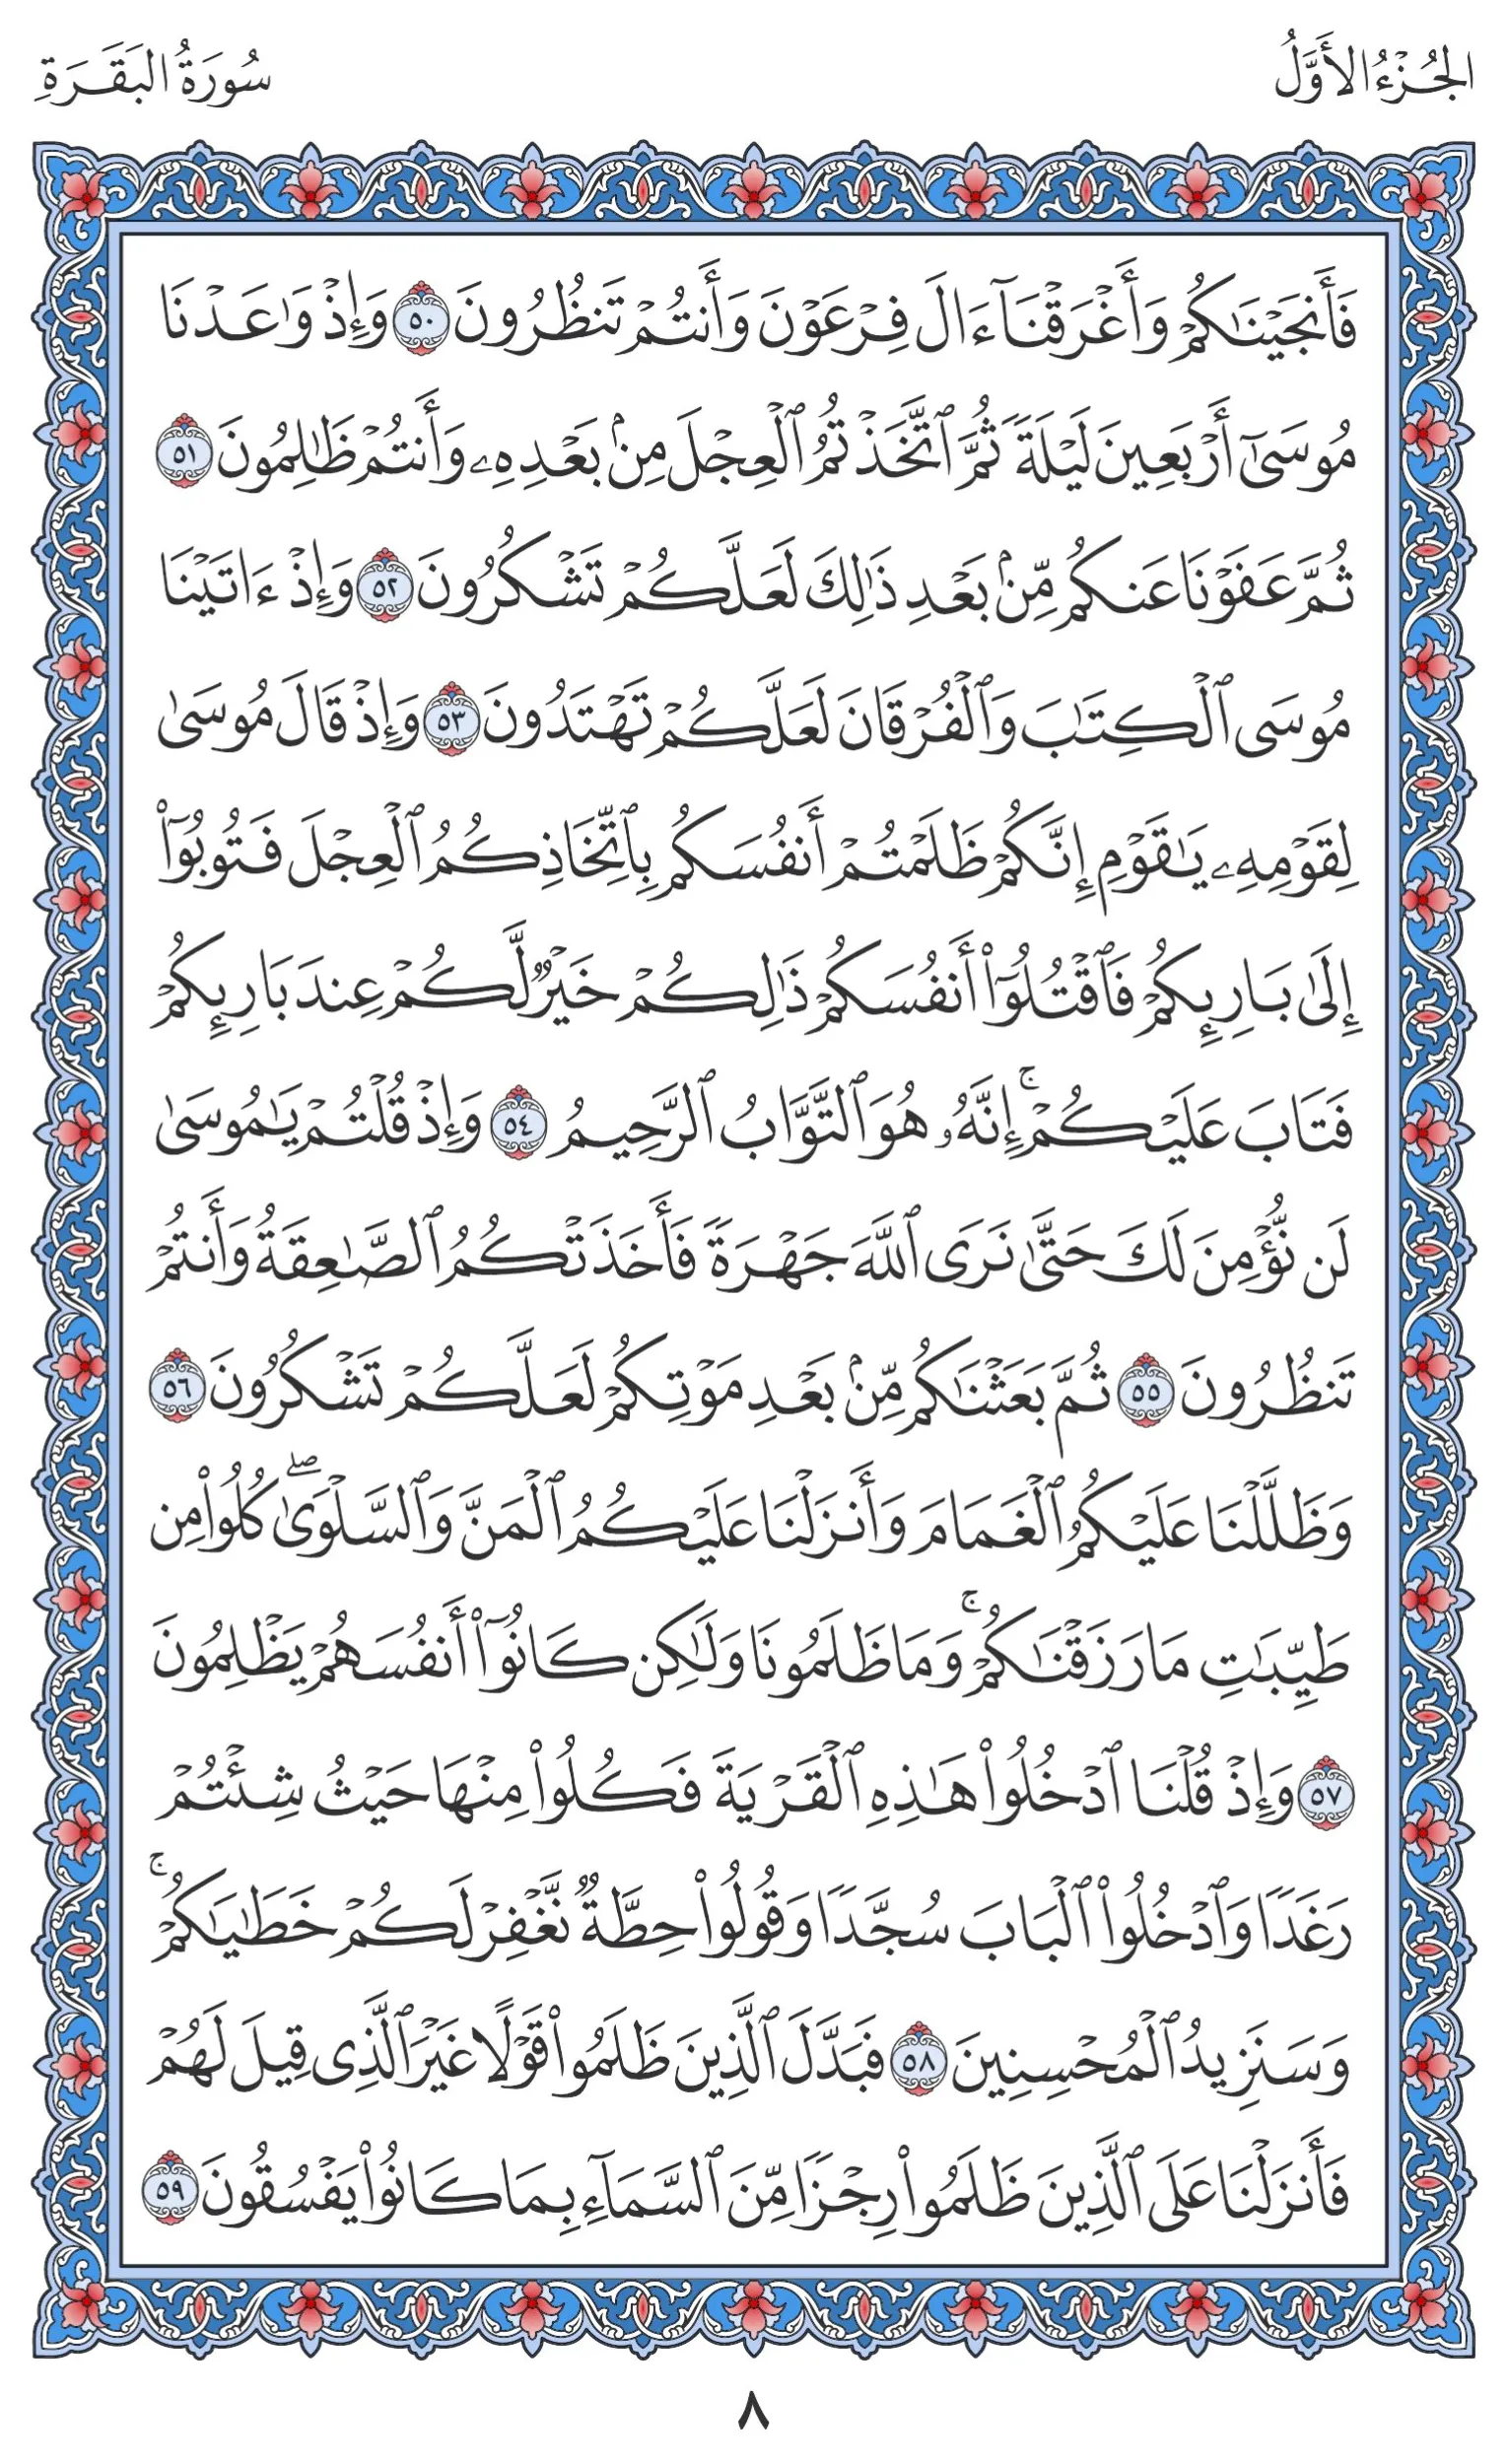 الجُزْءُ الأَوَّلُ
سُورَةُ البَقَرَةِ
فَأَنجَيْنَٰكُمْ وَأَغْرَقْنَآ ءَالَ فِرْعَوْنَ وَأَنتُمْ تَنظُرُونَ ٥٠ وَإِذْ وَٰعَدْنَا
مُوسَىٰٓ أَرْبَعِينَ لَيْلَةً ثُمَّ ٱتَّخَذْتُمُ ٱلْعِجْلَ مِنۢ بَعْدِهِۦ وَأَنتُمْ ظَٰلِمُونَ ٥١
ثُمَّ عَفَوْنَا عَنكُم مِّنۢ بَعْدِ ذَٰلِكَ لَعَلَّكُمْ تَشْكُرُونَ ٥٢ وَإِذْ ءَاتَيْنَا
مُوسَى ٱلْكِتَٰبَ وَٱلْفُرْقَانَ لَعَلَّكُمْ تَهْتَدُونَ ٥٣ وَإِذْ قَالَ مُوسَىٰ
لِقَوْمِهِۦ يَٰقَوْمِ إِنَّكُمْ ظَلَمْتُمْ أَنفُسَكُم بِٱتِّخَاذِكُمُ ٱلْعِجْلَ فَتُوبُوٓا۟
إِلَىٰ بَارِئِكُمْ فَٱقْتُلُوٓا۟ أَنفُسَكُمْ ذَٰلِكُمْ خَيْرٌ لَّكُمْ عِندَ بَارِئِكُمْ
فَتَابَ عَلَيْكُمْ ۚ إِنَّهُۥ هُوَ ٱلتَّوَّابُ ٱلرَّحِيمُ ٥٤ وَإِذْ قُلْتُمْ يَٰمُوسَىٰ
لَن نُّؤْمِنَ لَكَ حَتَّىٰ نَرَى ٱللَّهَ جَهْرَةً فَأَخَذَتْكُمُ ٱلصَّٰعِقَةُ وَأَنتُمْ
تَنظُرُونَ ٥٥ ثُمَّ بَعَثْنَٰكُم مِّنۢ بَعْدِ مَوْتِكُمْ لَعَلَّكُمْ تَشْكُرُونَ ٥٦
وَظَلَّلْنَا عَلَيْكُمُ ٱلْغَمَامَ وَأَنزَلْنَا عَلَيْكُمُ ٱلْمَنَّ وَٱلسَّلْوَىٰ ۖ كُلُوا۟ مِن
طَيِّبَٰتِ مَا رَزَقْنَٰكُمْ ۚ وَمَا ظَلَمُونَا وَلَٰكِن كَانُوٓا۟ أَنفُسَهُمْ يَظْلِمُونَ
٥٧ وَإِذْ قُلْنَا ٱدْخُلُوا۟ هَٰذِهِ ٱلْقَرْيَةَ فَكُلُوا۟ مِنْهَا حَيْثُ شِئْتُمْ
رَغَدًا وَٱدْخُلُوا۟ ٱلْبَابَ سُجَّدًا وَقُولُوا۟ حِطَّةٌ نَّغْفِرْ لَكُمْ خَطَٰيَٰكُمْ ۚ
وَسَنَزِيدُ ٱلْمُحْسِنِينَ ٥٨ فَبَدَّلَ ٱلَّذِينَ ظَلَمُوا۟ قَوْلًا غَيْرَ ٱلَّذِى قِيلَ لَهُمْ
فَأَنزَلْنَا عَلَى ٱلَّذِينَ ظَلَمُوا۟ رِجْزًا مِّنَ ٱلسَّمَآءِ بِمَا كَانُوا۟ يَفْسُقُونَ ٥٩
٨